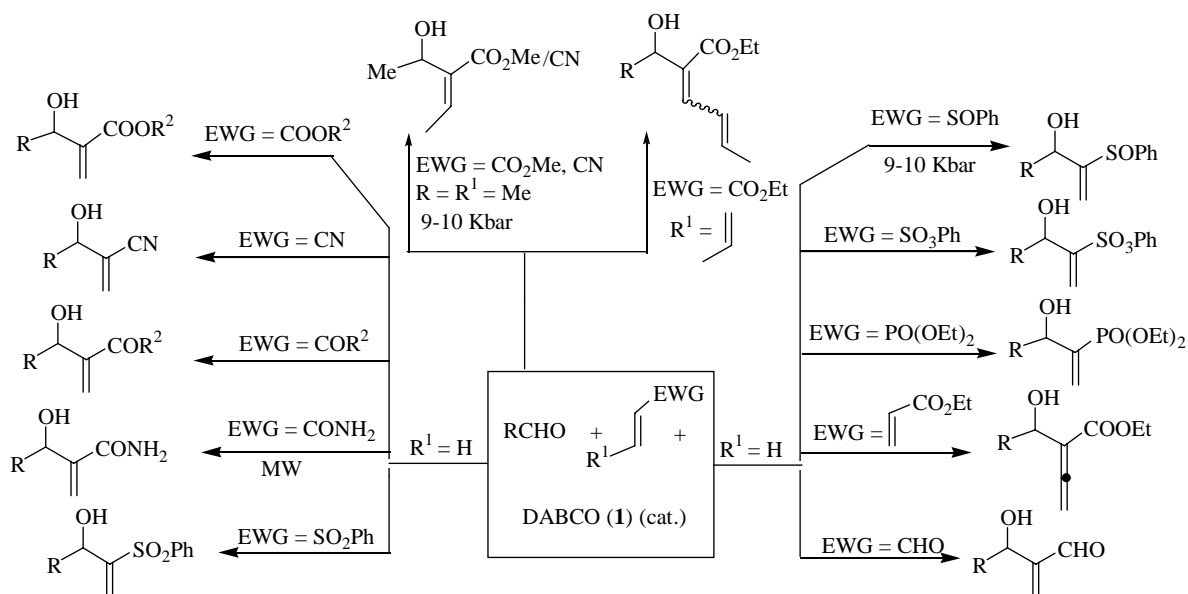 OH
Me
CO2Me/CN
OH
R
CO2Et
OH
R
COOR2
EWG = COOR2
EWG = CO2Me, CN
R = R1 = Me
9-10 Kbar
EWG = CO2Et
R1 =
EWG = SOPh
9-10 Kbar
OH
R
SOPh
OH
R
CN
EWG = CN
EWG = SO3Ph
OH
R
SO3Ph
OH
R
COR2
EWG = COR2
EWG = PO(OEt)2
OH
R
PO(OEt)2
OH
R
CONH2
EWG = CONH2
MW
R1 = H
RCHO + EWG R1 +
DABCO (1) (cat.)
R1 = H
EWG = CO2Et
OH
R
COOEt
OH
R
SO2Ph
EWG = SO2Ph
EWG = CHO
OH
R
CHO